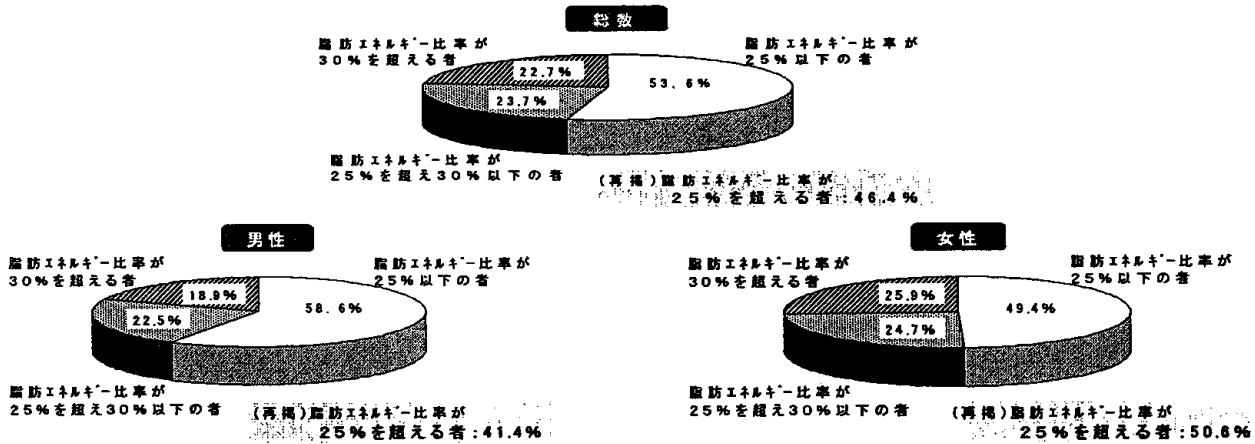 総数
脂肪エネルギー比率が
30%を超える者
脂肪エネルギー比率が
25%以下の者
22.7%
53.6%
23.7%
脂肪エネルギー比率が
25%を超え30%以下の者
(再掲)脂肪エネルギー比率が
25%を超える者:46.4%
男性
脂肪エネルギー比率が
30%を超える者
脂肪エネルギー比率が
25%以下の者
18.9%
58.6%
22.5%
脂肪エネルギー比率が
25%を超え30%以下の者
(再掲)脂肪エネルギー比率が
25%を超える者:41.4%
女性
脂肪エネルギー比率が
30%を超える者
脂肪エネルギー比率が
25%以下の者
25.9%
49.4%
24.7%
脂肪エネルギー比率が
25%を超え30%以下の者
(再掲)脂肪エネルギー比率が
25%を超える者:50.6%